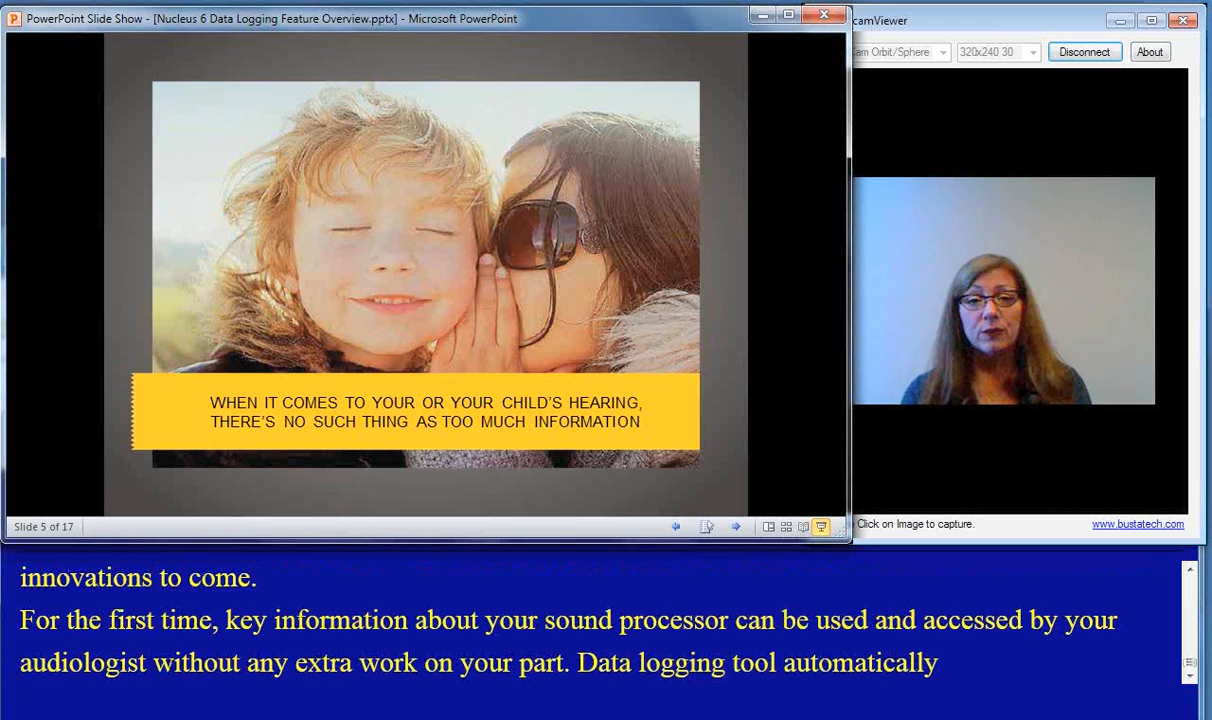 PowerPoint Slide Show - [Nucleus 6 Data Logging Feature Overview.pptx] - Microsoft PowerPoint
camViewer
Cam Orbit/Sphere
320x240 30
Disconnect
About
WHEN IT COMES TO YOUR OR YOUR CHILD'S HEARING,
THERE'S NO SUCH THING AS TOO MUCH INFORMATION
Slide 5 of 17
Click on Image to capture.
www.bustatech.com
innovations to come.
For the first time, key information about your sound processor can be used and accessed by your
audiologist without any extra work on your part. Data logging tool automatically